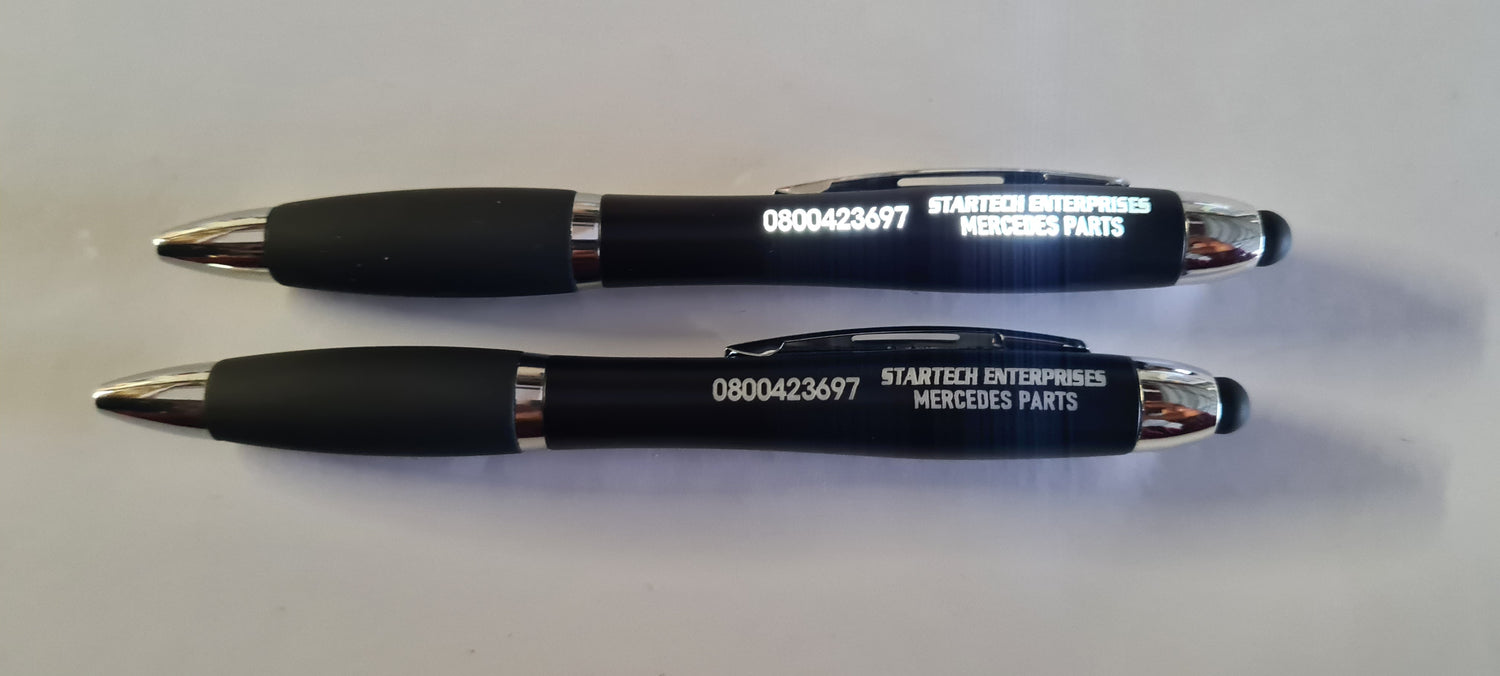 0800423697
STARTECH ENTERPRISES
MERCEDES PARTS
0800423697
STARTECH ENTERPRISES
MERCEDES PARTS